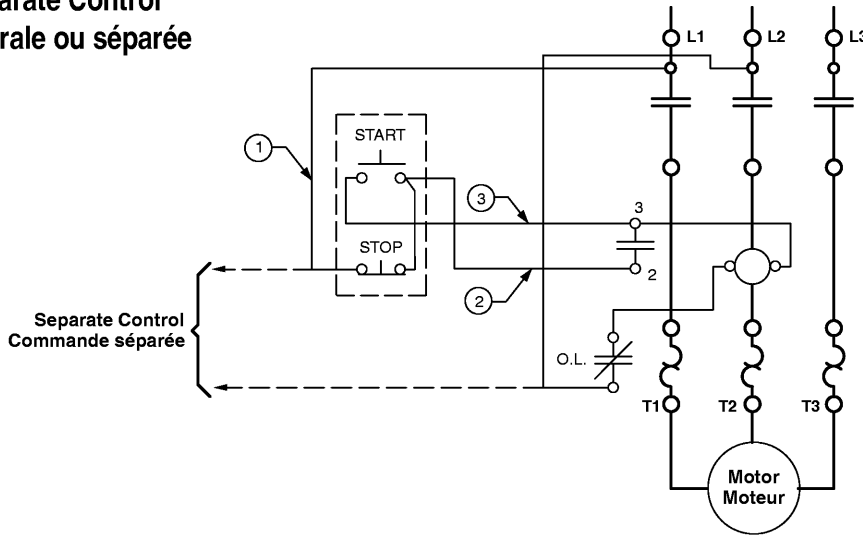 arate Control
rale ou séparée
L1
L2
L3
START
1
3
3
STOP
2
2
Separate Control
Commande séparée
O.L.
T1
T2
T3
Motor
Moteur